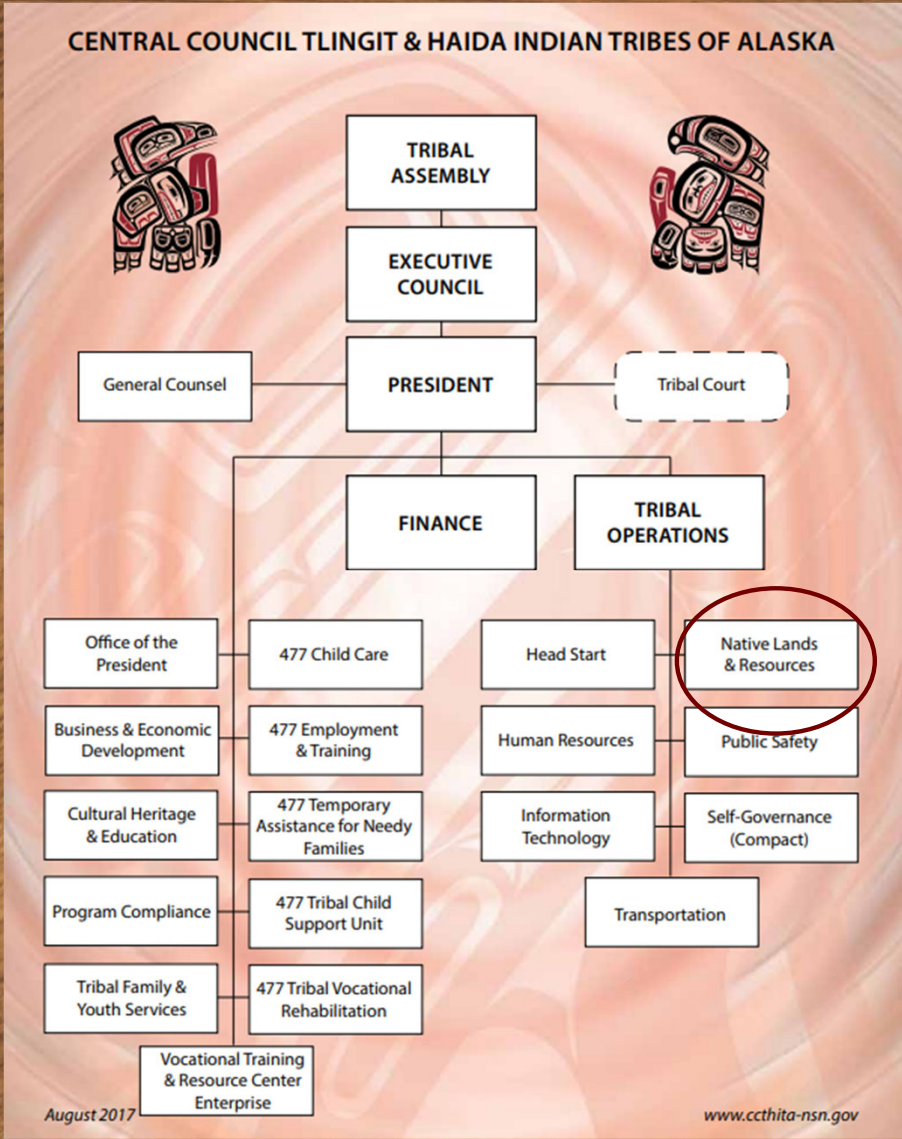 CENTRAL COUNCIL TLINGIT & HAIDA INDIAN TRIBES OF ALASKA
TRIBAL
ASSEMBLY
EXECUTIVE
COUNCIL
General Counsel
PRESIDENT
Tribal Court
FINANCE
TRIBAL
OPERATIONS
Office of the
President
477 Child Care
Business & Economic
Development
477 Employment
& Training
Cultural Heritage
& Education
477 Temporary
Assistance for Needy
Families
Program Compliance
477 Tribal Child
Support Unit
Tribal Family &
Youth Services
477 Tribal Vocational
Rehabilitation
Vocational Training
& Resource Center
Enterprise
Head Start
Native Lands
& Resources
Human Resources
Public Safety
Information
Technology
Self-Governance
(Compact)
Transportation
August 2017
www.ccthita-nsn.gov